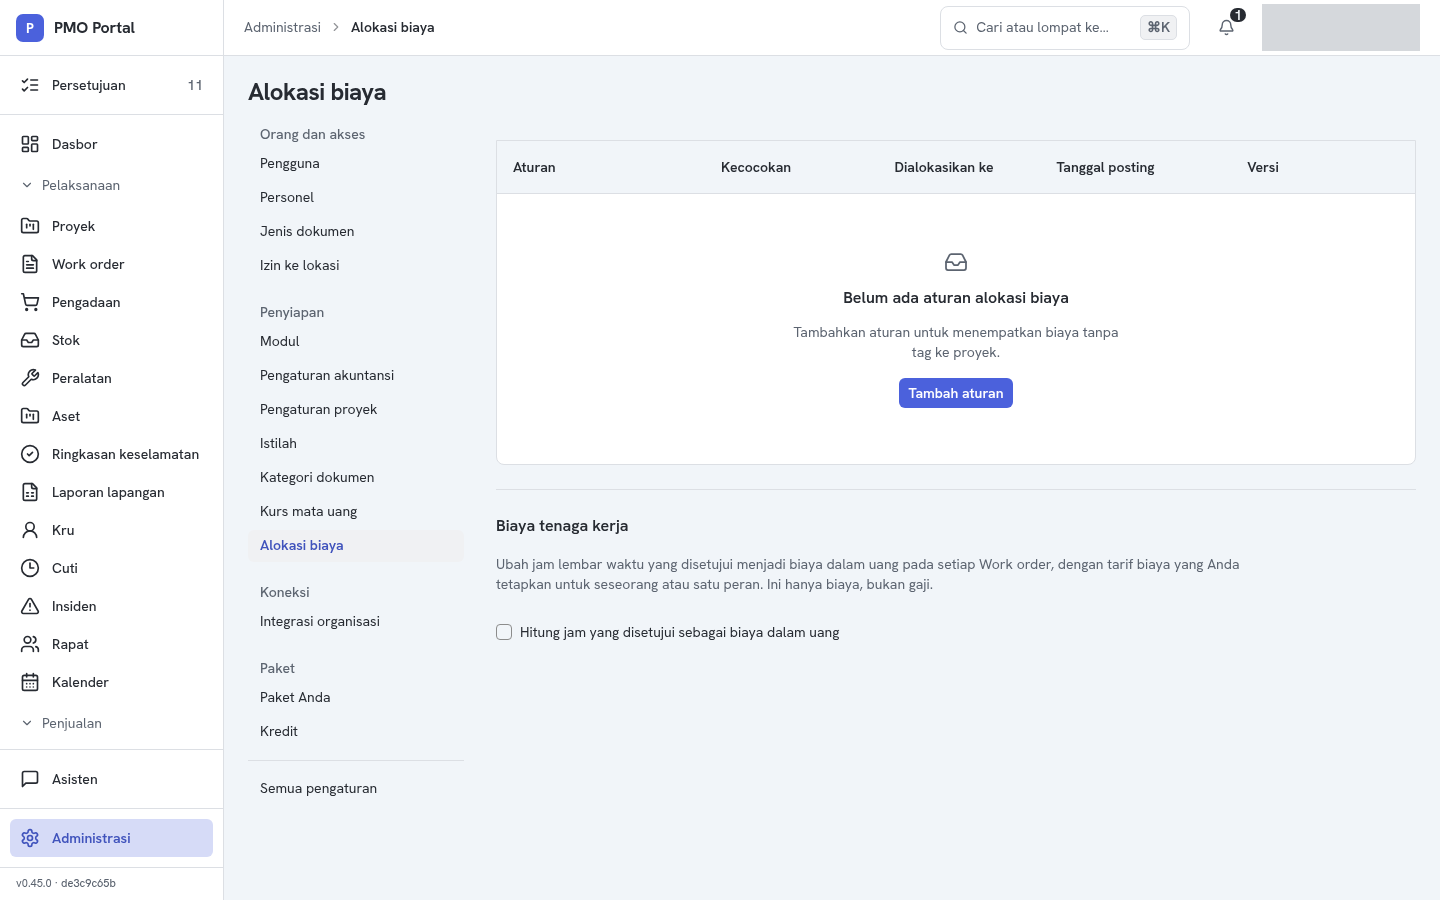 P PMO Portal
Administrasi > Alokasi biaya
Cari atau lompat ke... ⌘K
1
Persetujuan 11
Dasbor
Pelaksanaan
Proyek
Work order
Pengadaan
Stok
Peralatan
Aset
Ringkasan keselamatan
Laporan lapangan
Kru
Cuti
Insiden
Rapat
Kalender
Penjualan
Asisten
Administrasi
v0.45.0 · de3c9c65b
Alokasi biaya
Orang dan akses
Pengguna
Personel
Jenis dokumen
Izin ke lokasi
Penyiapan
Modul
Pengaturan akuntansi
Pengaturan proyek
Istilah
Kategori dokumen
Kurs mata uang
Alokasi biaya
Koneksi
Integrasi organisasi
Paket
Paket Anda
Kredit
Semua pengaturan
Aturan Kecocokan Dialokasikan ke Tanggal posting Versi
Belum ada aturan alokasi biaya
Tambahkan aturan untuk menempatkan biaya tanpa
tag ke proyek.
Tambah aturan
Biaya tenaga kerja
Ubah jam lembar waktu yang disetujui menjadi biaya dalam uang pada setiap Work order, dengan tarif biaya yang Anda
tetapkan untuk seseorang atau satu peran. Ini hanya biaya, bukan gaji.
Hitung jam yang disetujui sebagai biaya dalam uang